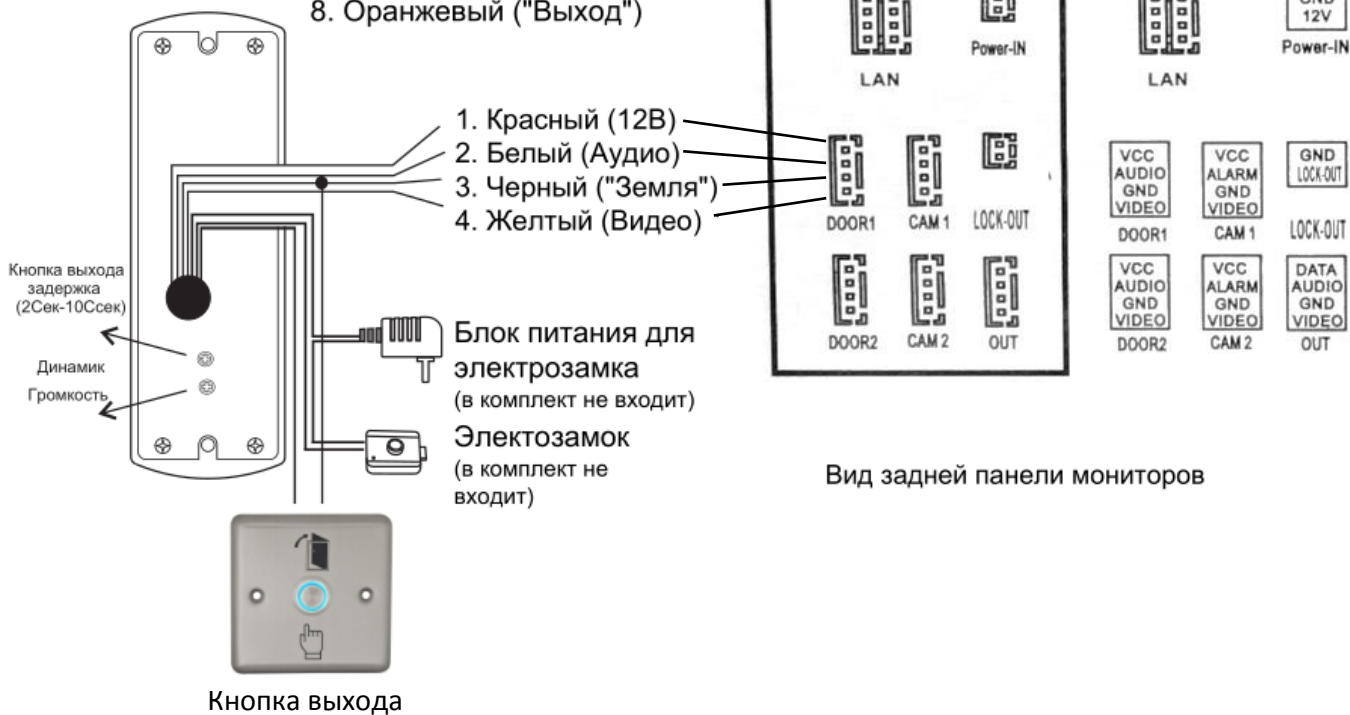 8. Оранжевый ("Выход")
1. Красный (12В)
2. Белый (Аудио)
3. Черный ("Земля")
4. Желтый (Видео)
Кнопка выхода
задержка
(2Сек-10Ссек)
Динамик
Громкость
Блок питания для
электрозамка
(в комплект не входит)
Электозамок
(в комплект не
входит)
Кнопка выхода
LAN
Power-IN
DOOR1
CAM 1
LOCK-OUT
DOOR2
CAM 2
OUT
LAN
GND
12V
Power-IN
VCC
AUDIO
GND
VIDEO
DOOR1
VCC
ALARM
GND
VIDEO
CAM 1
GND
LOCK-OUT
LOCK-OUT
VCC
AUDIO
GND
VIDEO
DOOR2
VCC
ALARM
GND
VIDEO
CAM 2
DATA
AUDIO
GND
VIDEO
OUT
Вид задней панели мониторов